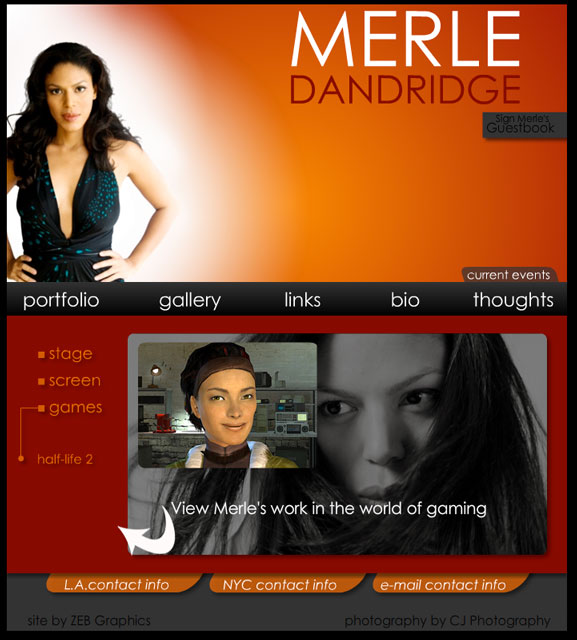 MERLE
DANDRIDGE
Sign Merle's
Guestbook
current events
portfolio gallery links bio thoughts
stage
screen
games
half-life 2
View Merle's work in the world of gaming
L.A.contact info NYC contact info e-mail contact info
site by ZEB Graphics photography by CJ Photography